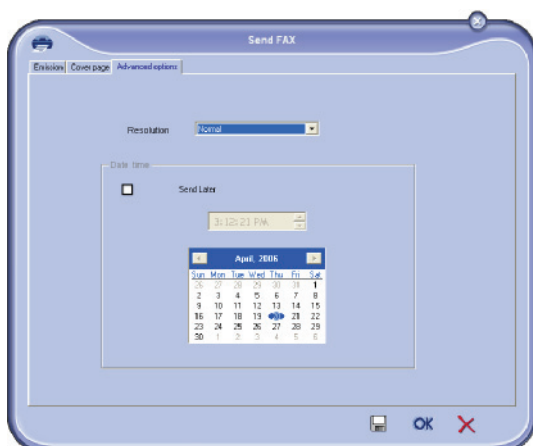 Send FAX
Emission Cover page Advanced options
Resolution Normal
Date time
Send Later
3:12:21 PM
April, 2006
Sun Mon Tue Wed Thu Fri Sat
26 27 28 29 30 31 1
2 3 4 5 6 7 8
9 10 11 12 13 14 15
16 17 18 19 20 21 22
23 24 25 26 27 28 29
30 1 2 3 4 5 6
OK